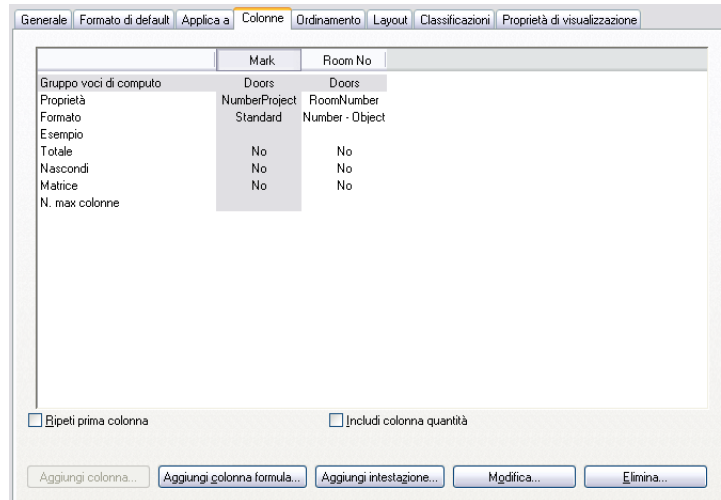 Generale Formato di default Applica a Colonne Ordinamento Layout Classificazioni Proprietà di visualizzazione
Mark Room No
Gruppo voci di computo Doors Doors
Proprietà NumberProject RoomNumber
Formato Standard Number - Object
Esempio
Totale No No
Nascondi No No
Matrice No No
N. max colonne
Ripeti prima colonna Includi colonna quantità
Aggiungi colonna... Aggiungi colonna formula... Aggiungi intestazione... Modifica... Elimina...